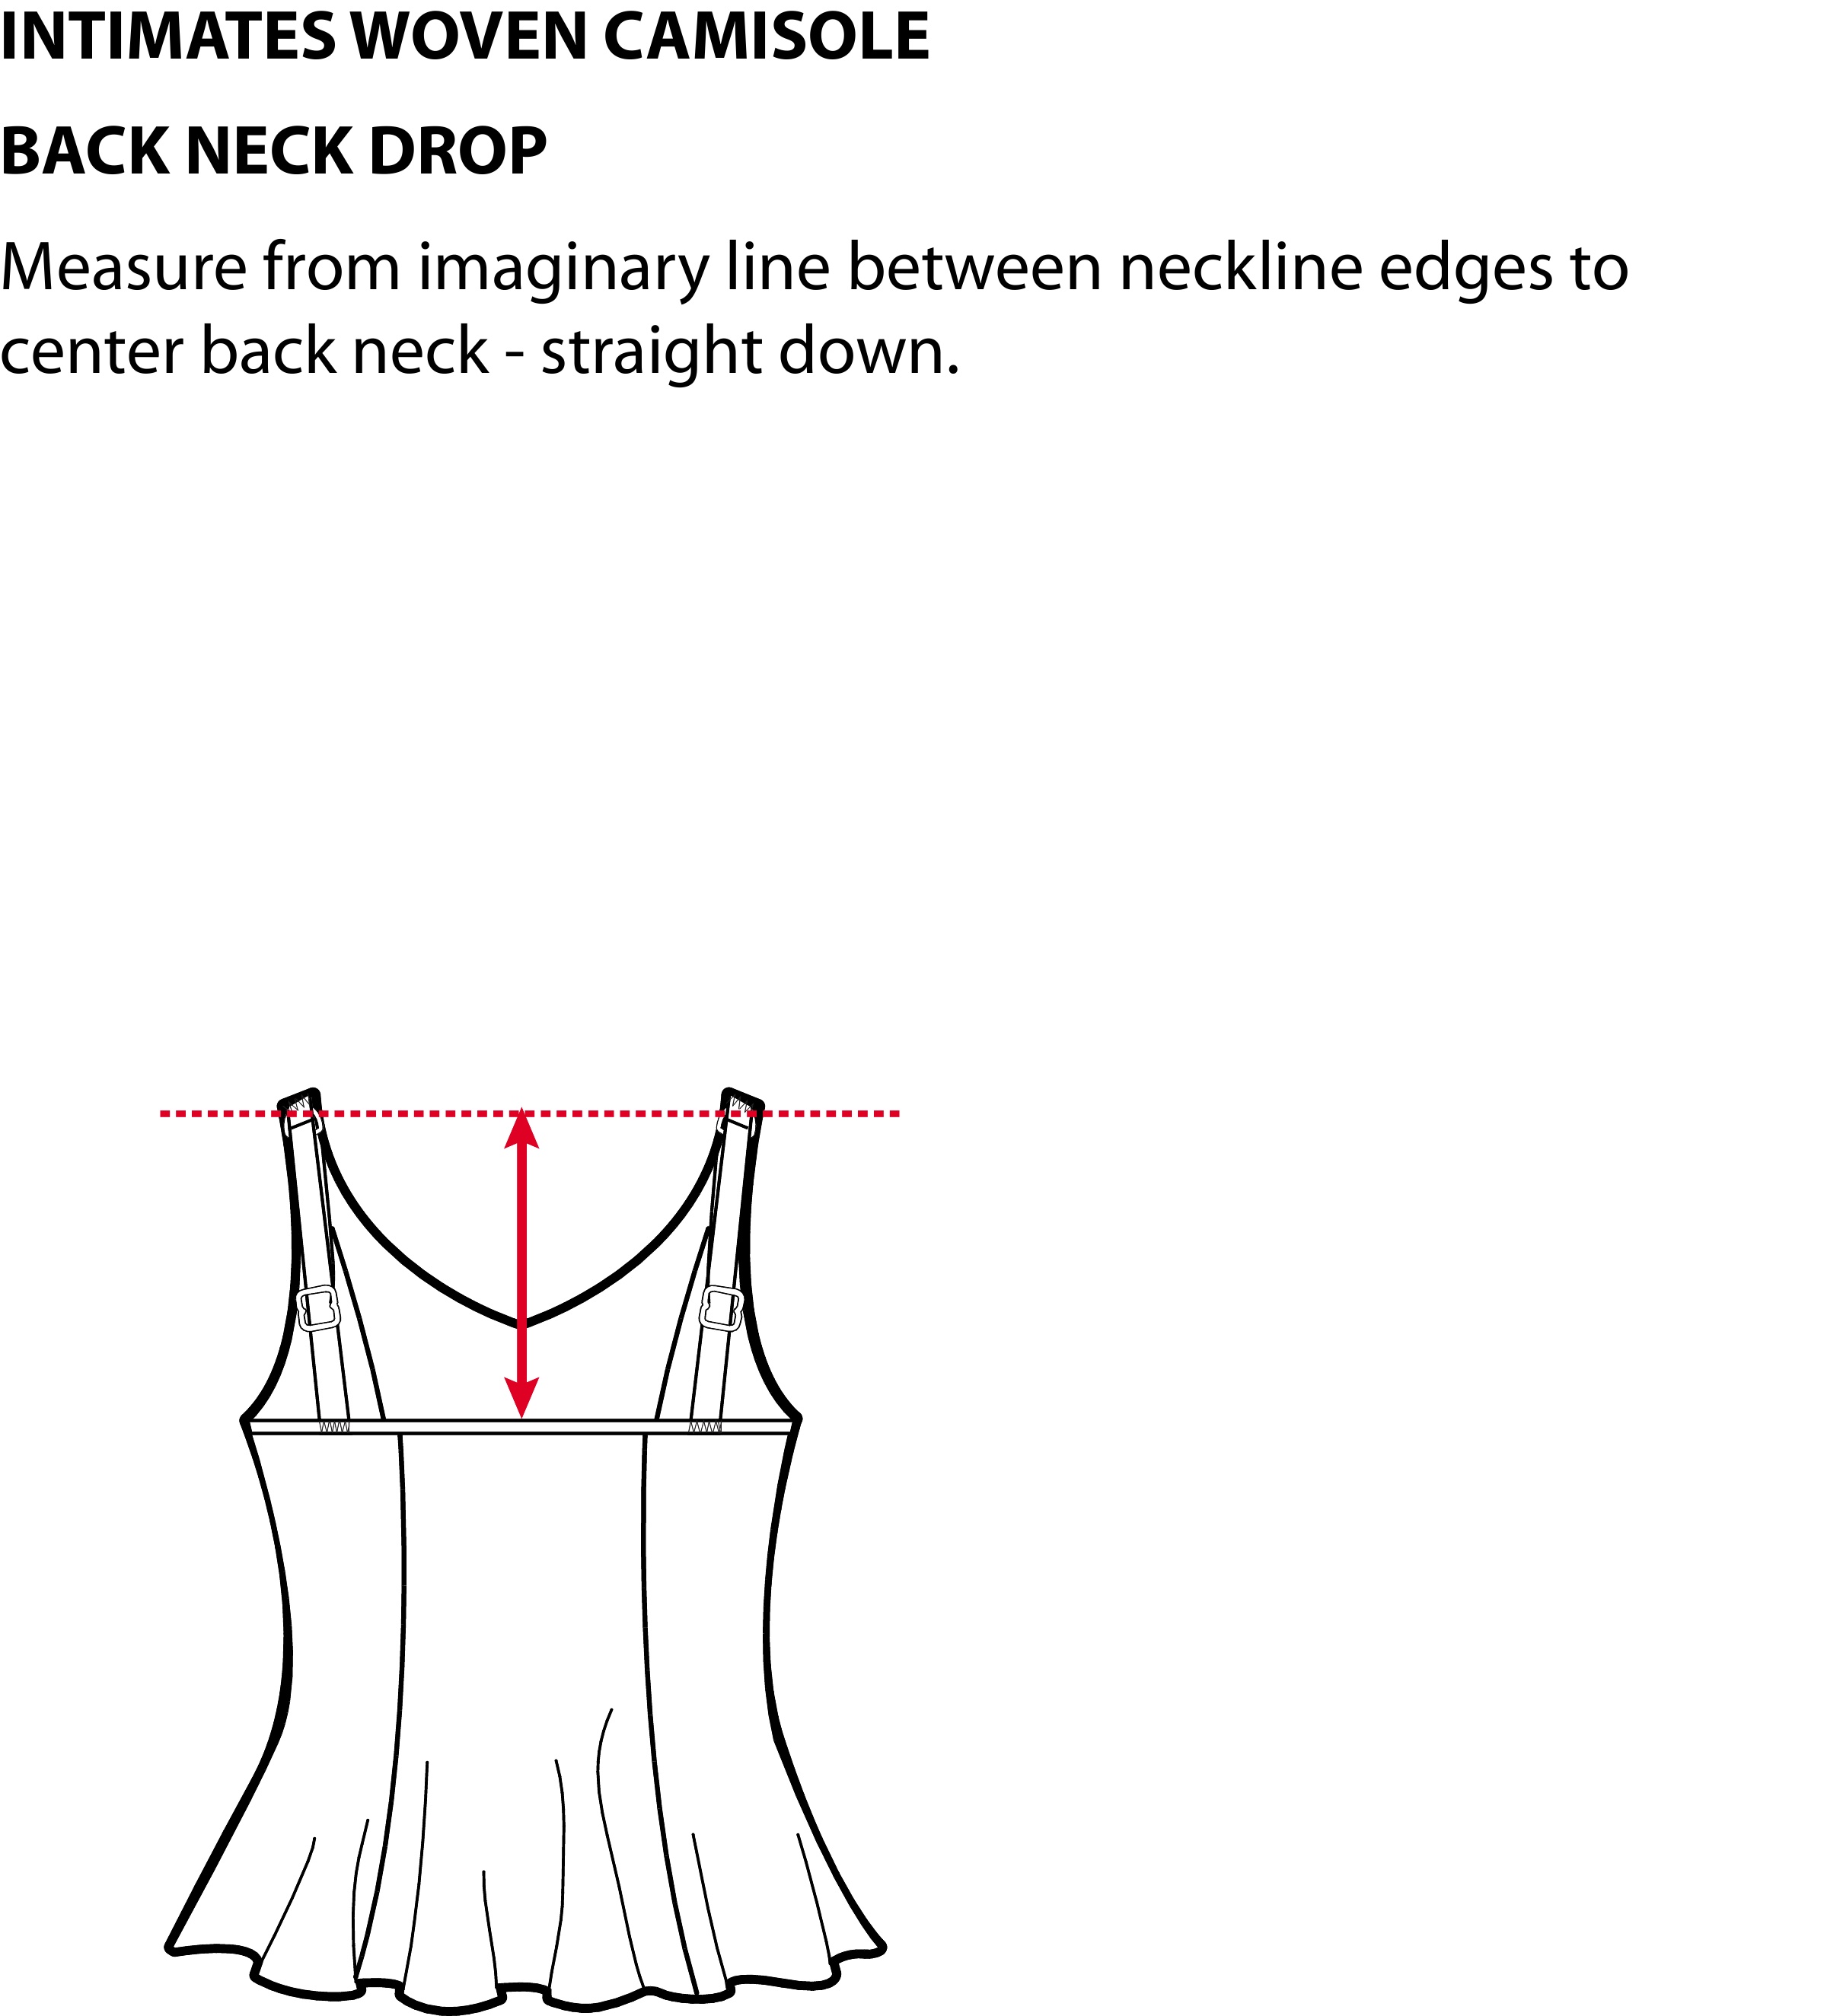 INTIMATES WOVEN CAMISOLE
BACK NECK DROP
Measure from imaginary line between neckline edges to
center back neck - straight down.